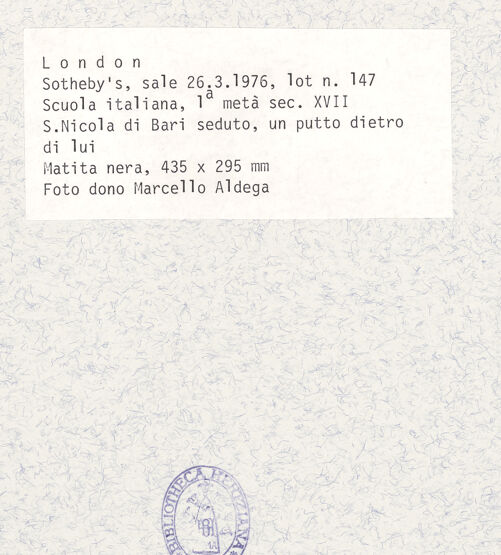 L o n d o n
Sotheby's, sale 26.3.1976, lot n. 147
Scuola italiana, 1a metà sec. XVII
S.Nicola di Bari seduto, un putto dietro
di lui
Matita nera, 435 x 295 mm
Foto dono Marcello Aldega
BIBLIOTHECA HERTZIANA